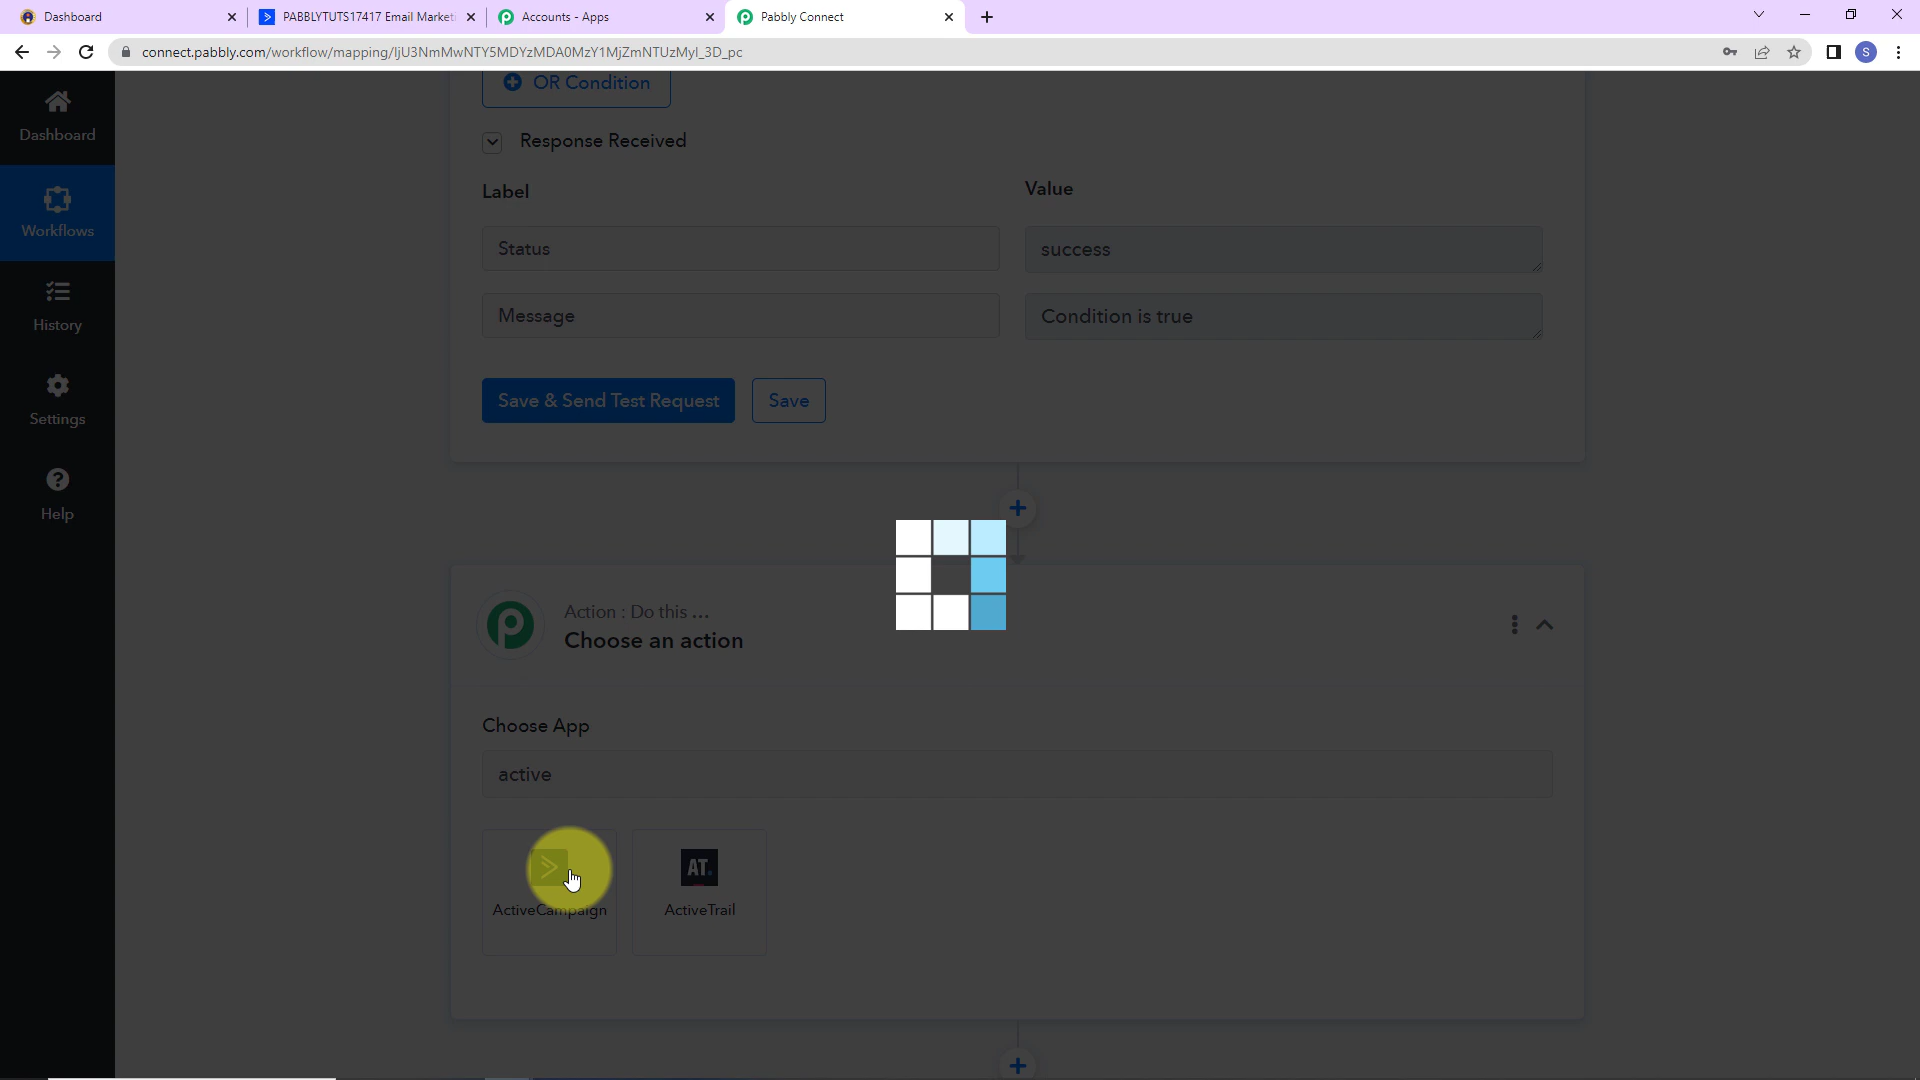 Dashboard
PABBLYTUTS17417 Email Marketi
Accounts - Apps
Pabbly Connect
connect.pabbly.com/workflow/mapping/IjU3NmMwNTY5MDYzMDA0MzY1MjZmNTUzMyI_3D_pc
S
Dashboard
Workflows
History
Settings
Help
OR Condition
Response Received
Label
Value
Status
success
Message
Condition is true
Save & Send Test Request
Save
Action : Do this ...
Choose an action
Choose App
active
AT.
ActiveCampaign
ActiveTrail